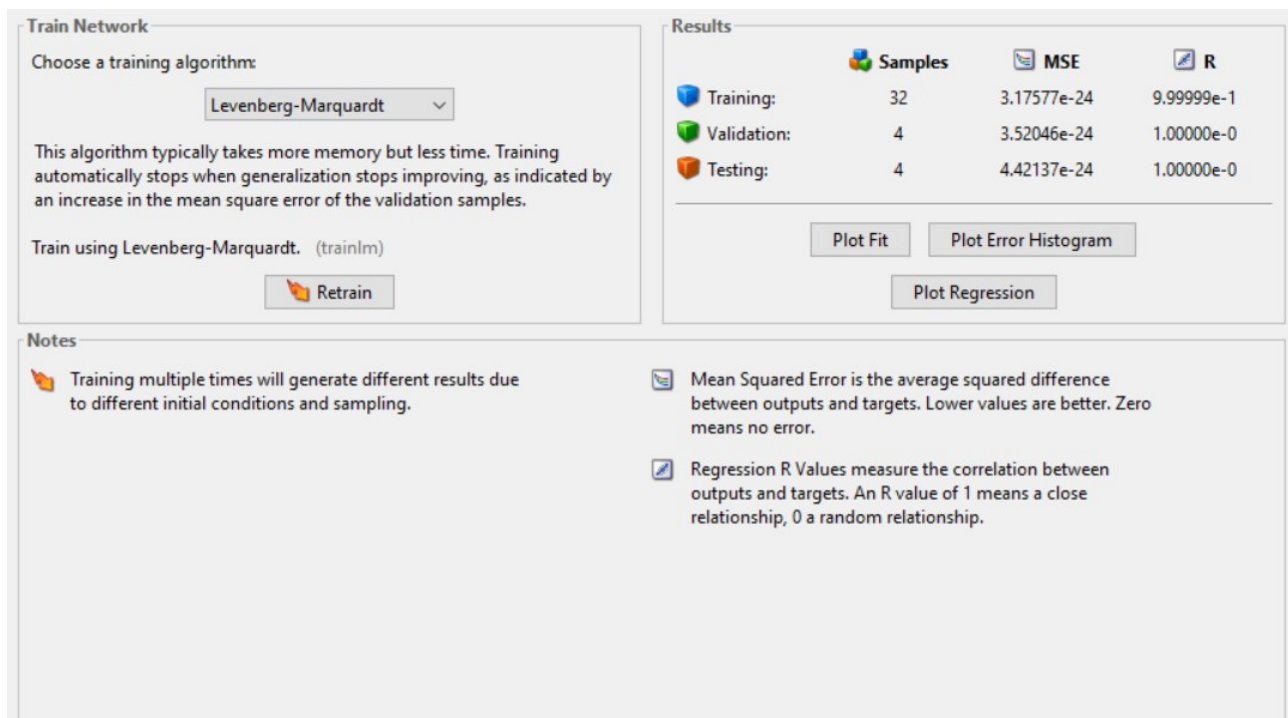 Train Network
Choose a training algorithm:
Levenberg-Marquardt
This algorithm typically takes more memory but less time. Training
automatically stops when generalization stops improving, as indicated by
an increase in the mean square error of the validation samples.
Train using Levenberg-Marquardt. (trainlm)
Retrain
Results
Samples MSE R
Training: 32 3.17577e-24 9.99999e-1
Validation: 4 3.52046e-24 1.00000e-0
Testing: 4 4.42137e-24 1.00000e-0
Plot Fit Plot Error Histogram
Plot Regression
Notes
Training multiple times will generate different results due
to different initial conditions and sampling.
Mean Squared Error is the average squared difference
between outputs and targets. Lower values are better. Zero
means no error.
Regression R Values measure the correlation between
outputs and targets. An R value of 1 means a close
relationship, 0 a random relationship.